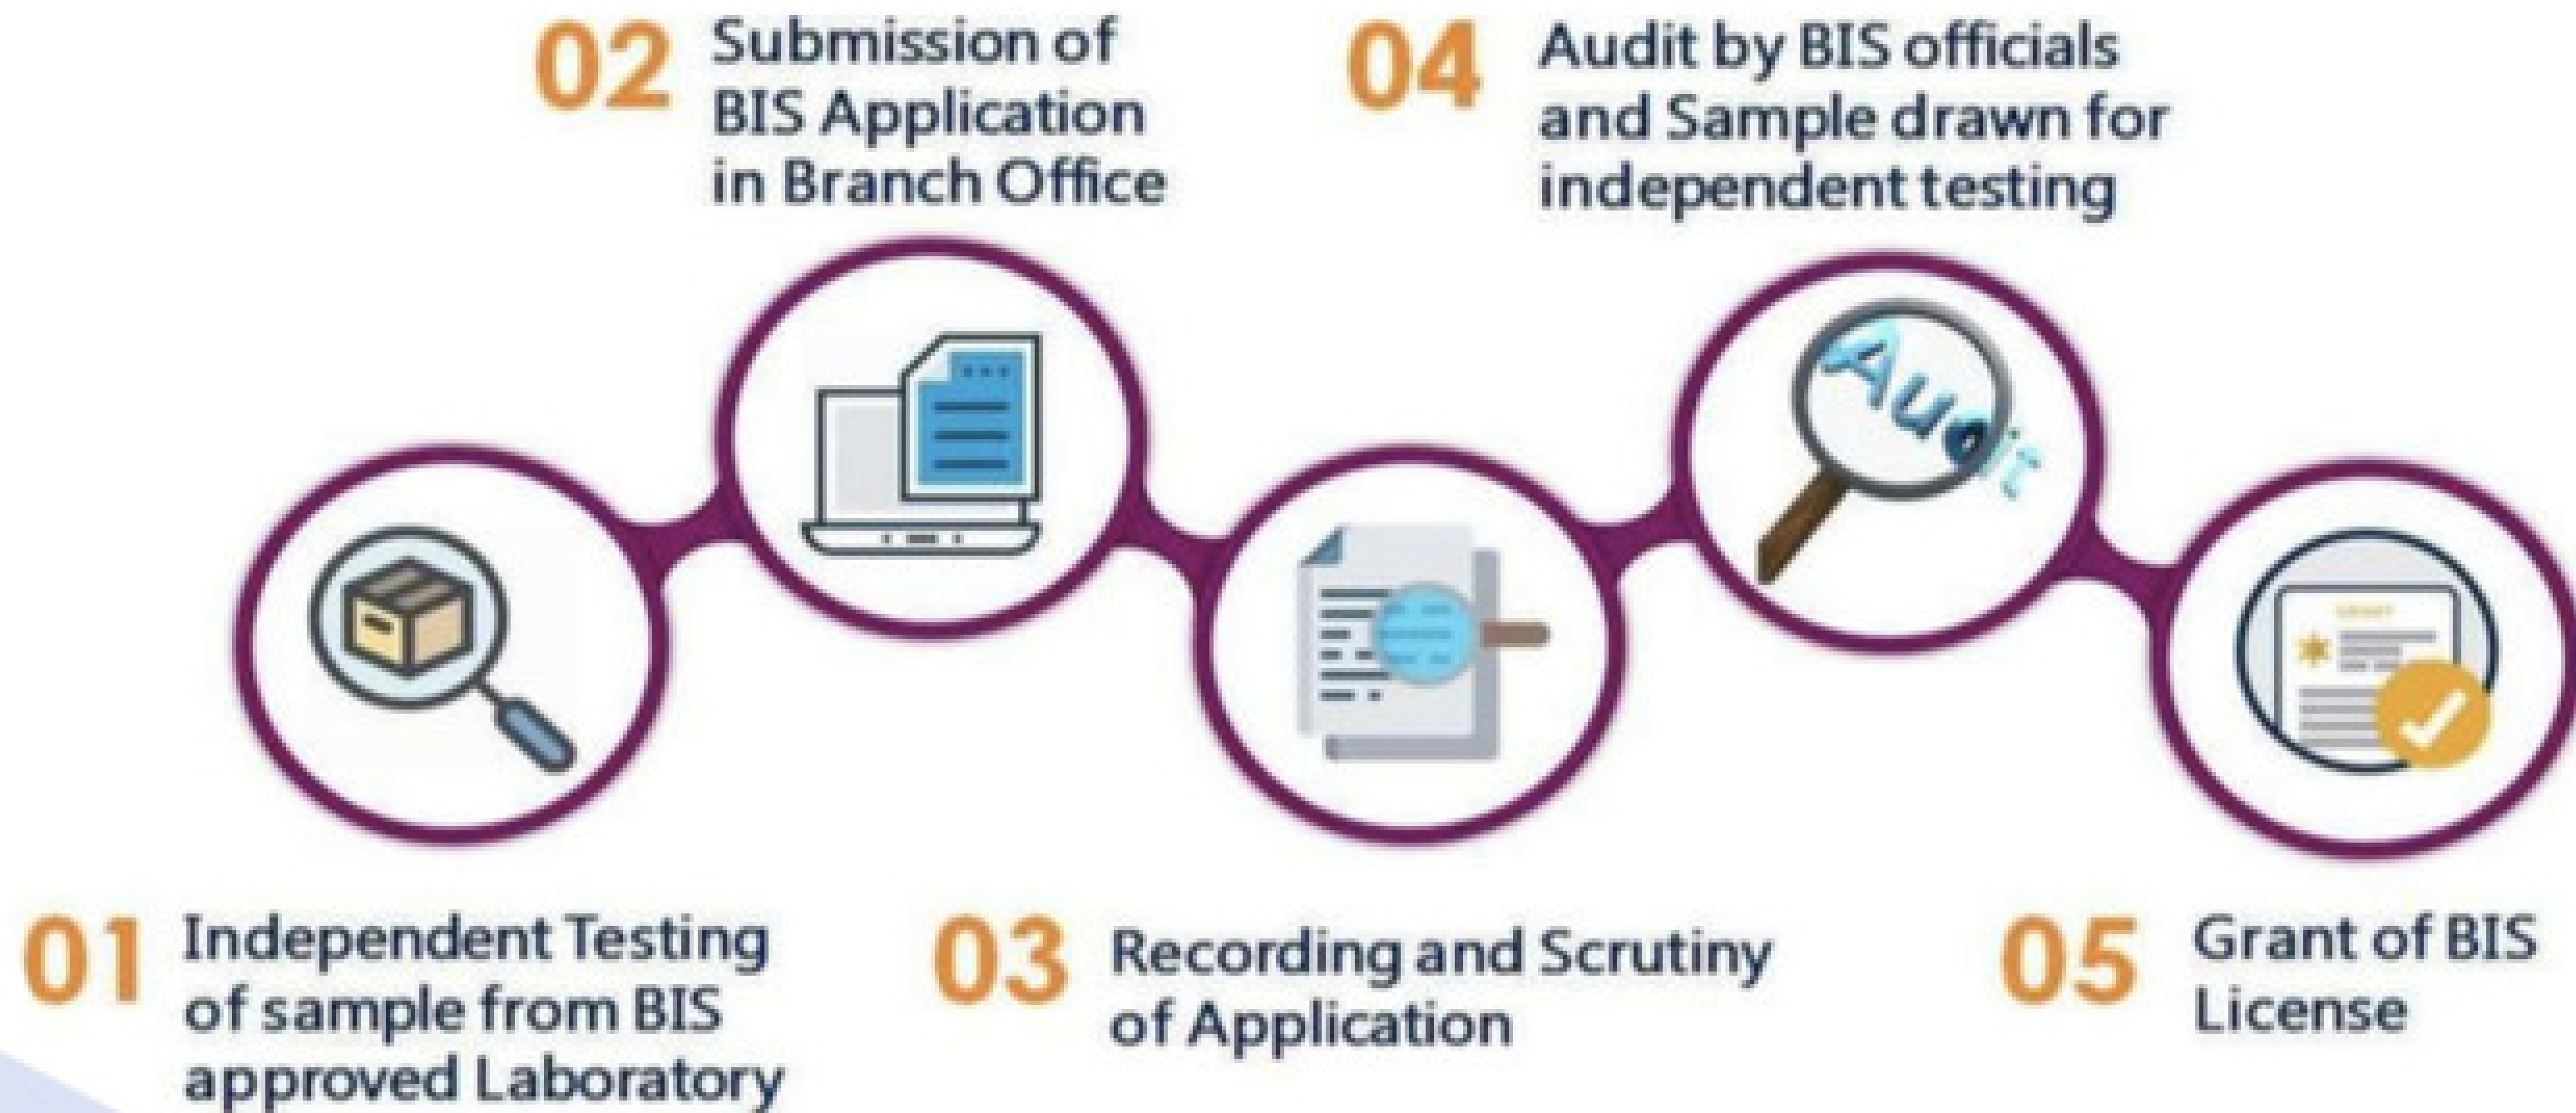 01
Independent Testing
of sample from BIS
approved Laboratory
02
Submission of
BIS Application
in Branch Office
03
Recording and Scrutiny
of Application
04
Audit by BIS officials
and Sample drawn for
independent testing
Audit
05
Grant of BIS
License
GRANT